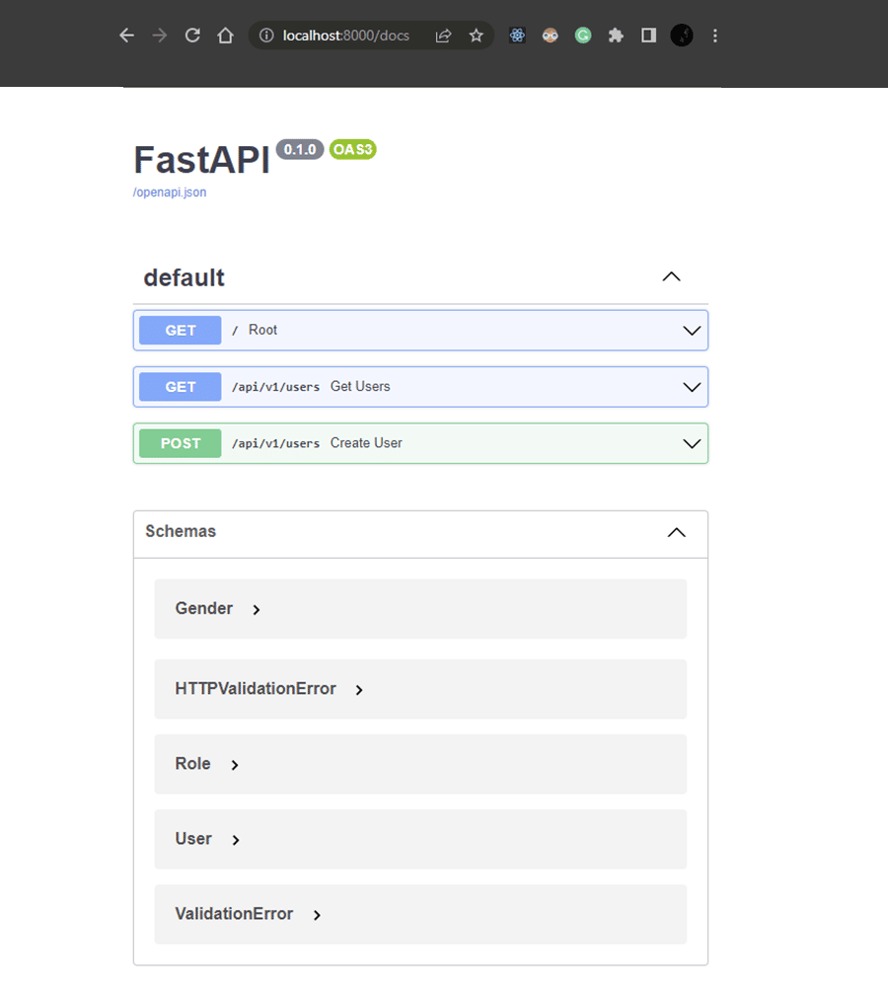 localhost:8000/docs
FastAPI 0.1.0 OAS3
/openapi.json
default
GET / Root
GET /api/v1/users Get Users
POST /api/v1/users Create User
Schemas
Gender
HTTPValidationError
Role
User
ValidationError